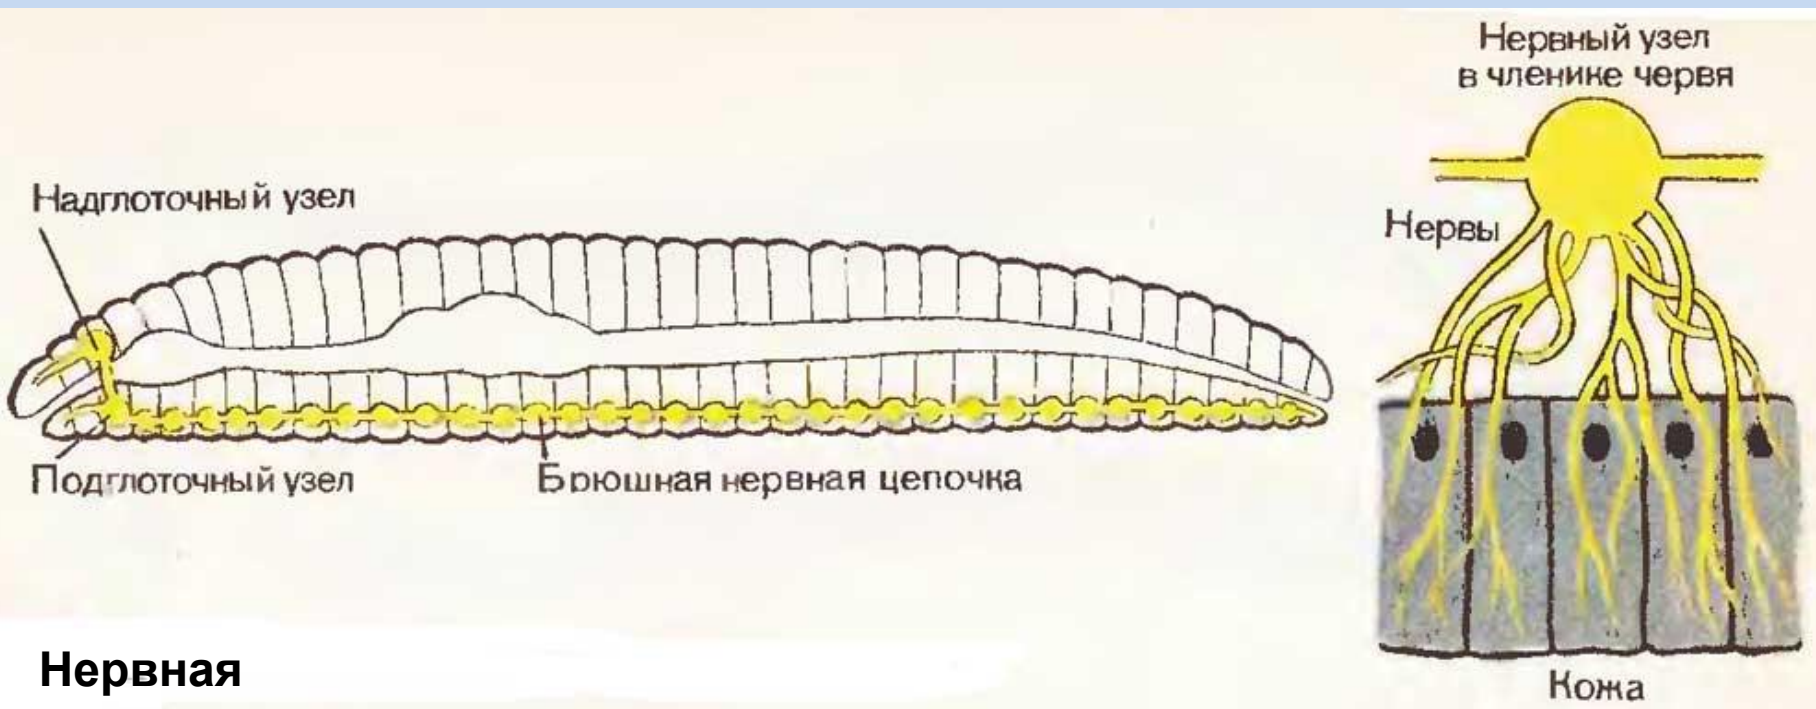 Нервный узел
в членике червя
Надглоточный узел
Нервы
Подглоточный узел
Брюшная нервная цепочка
Нервная
Кожа